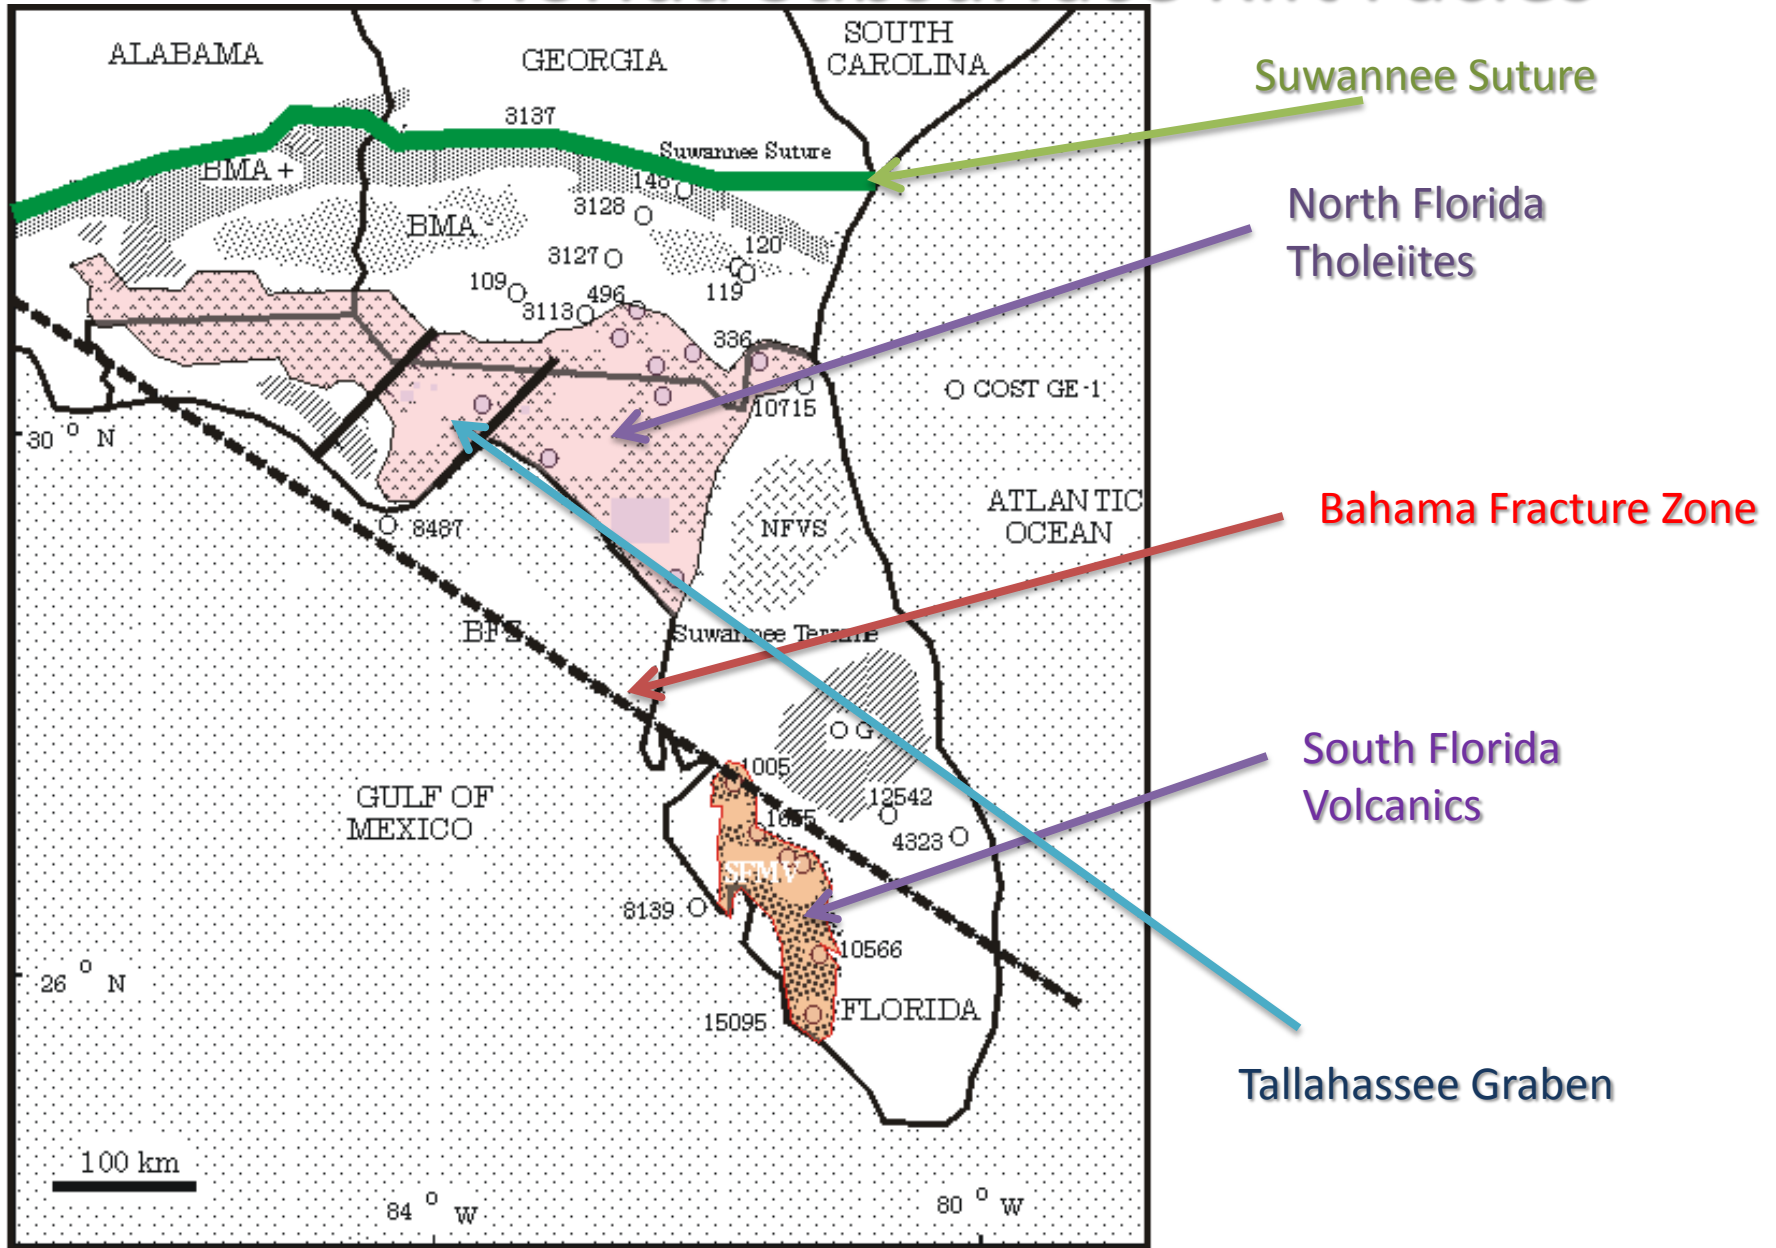 ALABAMA
GEORGIA
SOUTH
CAROLINA
Suwannee Suture
3137
Suwannee Suture
BMA +
148
3128
North Florida
Tholeiites
BMA -
120
3127
109
119
496
3113
336
COST GE-1
10715
30 o N
ATLANTIC
OCEAN
Bahama Fracture Zone
NFVS
8487
BFZ
Suwannee Terrane
O G
South Florida
Volcanics
1005
GULF OF
MEXICO
12542
4323
SFMV
8139
10566
26 o N
FLORIDA
15095
Tallahassee Graben
100 km
84 o W
80 o W